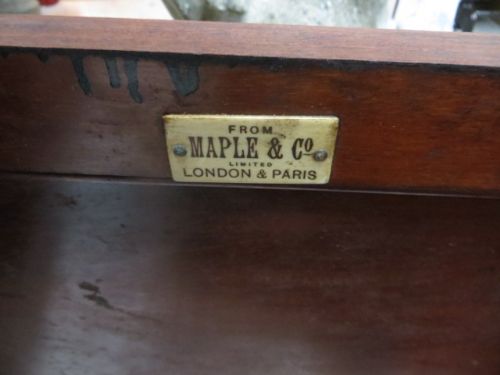 FROM
MAPLE & Co
LIMITED
LONDON & PARIS